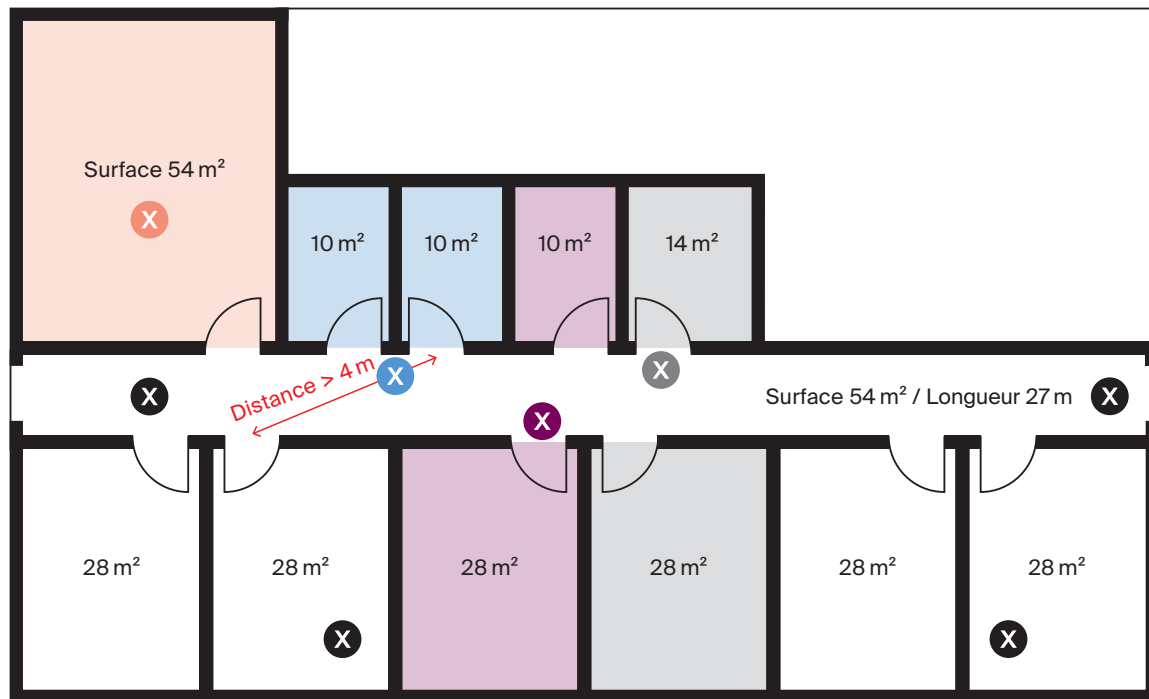 Surface 54 m²
X
10 m²
10 m²
10 m²
14 m²
Distance > 4 m
X
X
X
X
Surface 54 m² / Longueur 27 m
X
X
28 m²
28 m²
28 m²
28 m²
28 m²
28 m²
X
X